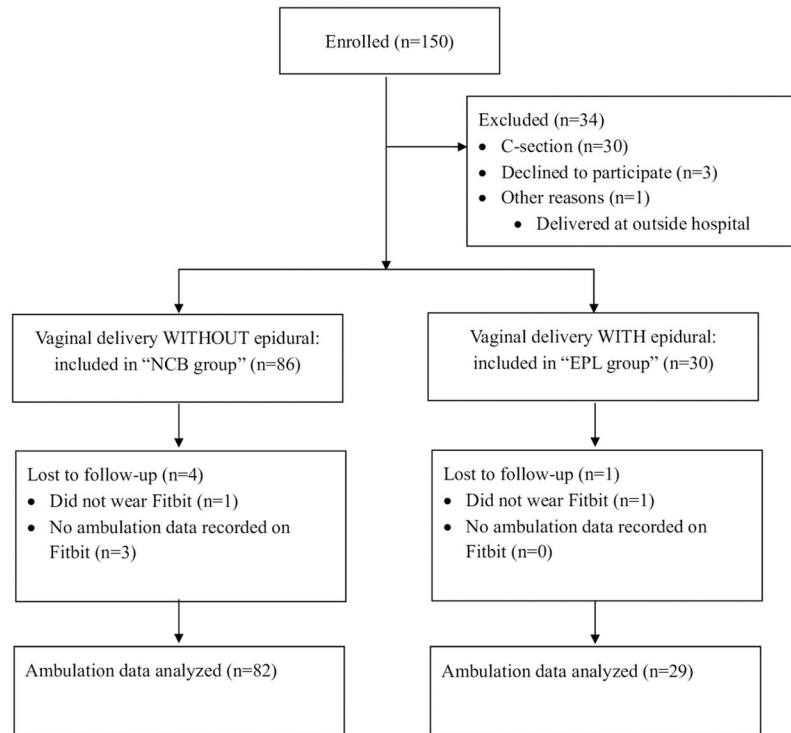 Enrolled (n=150)
Excluded (n=34)
• C-section (n=30)
• Declined to participate (n=3)
• Other reasons (n=1)
• Delivered at outside hospital
Vaginal delivery WITHOUT epidural:
included in “NCB group” (n=86)
Vaginal delivery WITH epidural:
included in “EPL group” (n=30)
Lost to follow-up (n=4)
• Did not wear Fitbit (n=1)
• No ambulation data recorded on
Fitbit (n=3)
Lost to follow-up (n=1)
• Did not wear Fitbit (n=1)
• No ambulation data recorded on
Fitbit (n=0)
Ambulation data analyzed (n=82)
Ambulation data analyzed (n=29)